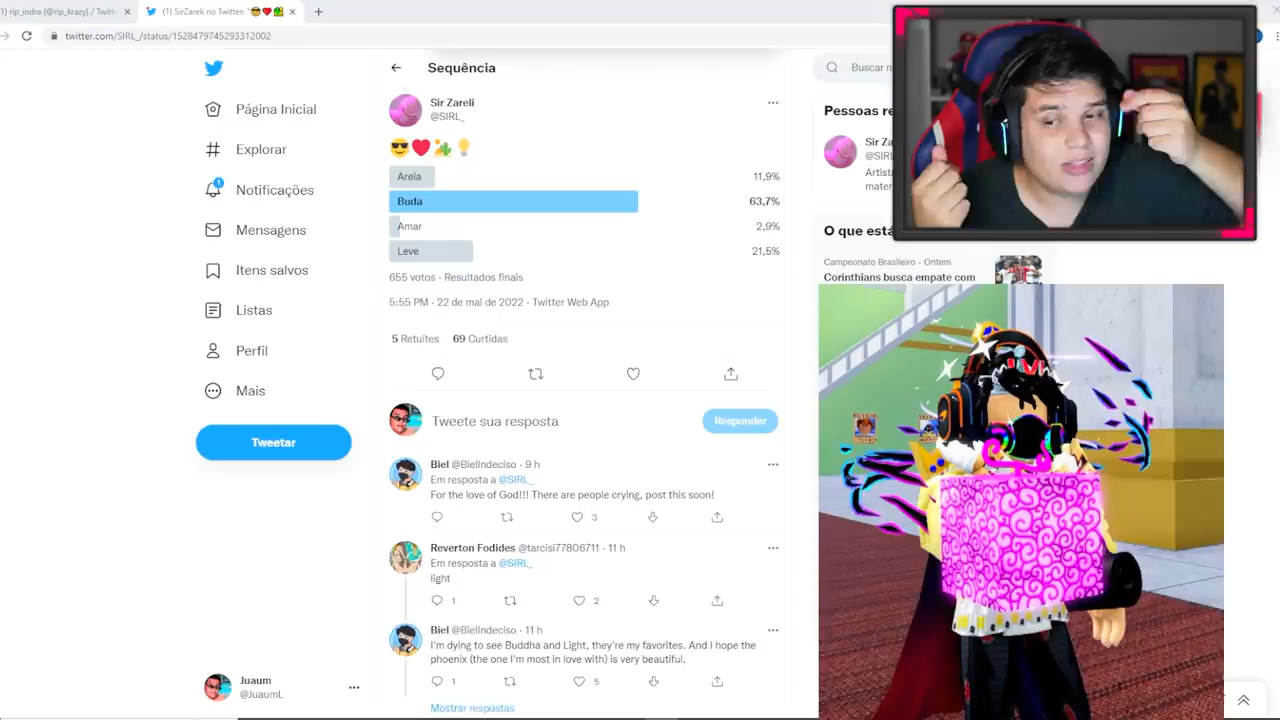 (1) rip_indra (@rip_krazy) / Twitt
(1) SirZareli no Twitter: "😎❤️🏜️
twitter.com/SIRL_/status/1528479745293312002
Página Inicial
Explorar
1
Notificações
Mensagens
Itens salvos
Listas
Perfil
Mais
Tweetar
Juaum
@JuaumL
Sequência
Sir Zareli
@SIRL_
😎❤️🏜️💡
Areia 11,9%
Buda 63,7%
Amar 2,9%
Leve 21,5%
655 votos · Resultados finais
5:55 PM · 22 de mai de 2022 · Twitter Web App
5 Retuítes 69 Curtidas
Tweete sua resposta
Responder
Biel @BielIndeciso · 9 h
Em resposta a @SIRL_
For the love of God!!! There are people crying, post this soon!
3
Reverton Fodides @tarcisi77806711 · 11 h
Em resposta a @SIRL_
light
1 2
Biel @BielIndeciso · 11 h
I'm dying to see Buddha and Light, they're my favorites. And I hope the
phoenix (the one I'm most in love with) is very beautiful.
1 5
Mostrar respostas
Buscar n
Pessoas re
Sir Za
@SIRL
Artist
mater
O que está
Campeonato Brasileiro · Ontem
Corinthians busca empate com